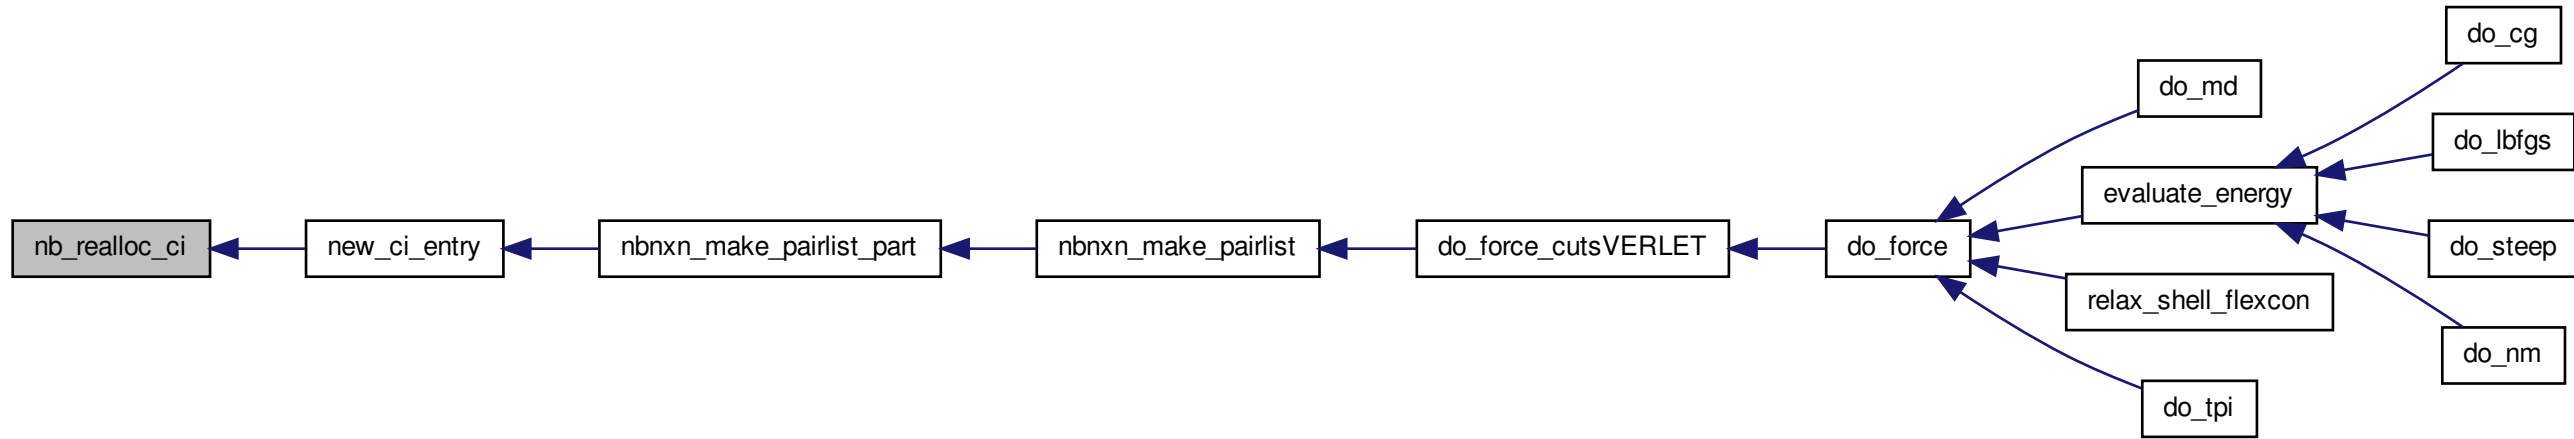 nb_realloc_ci
new_ci_entry
nbnxn_make_pairlist_part
nbnxn_make_pairlist
do_force_cutsVERLET
do_force
do_md
evaluate_energy
relax_shell_flexcon
do_tpi
do_cg
do_lbfgs
do_steep
do_nm